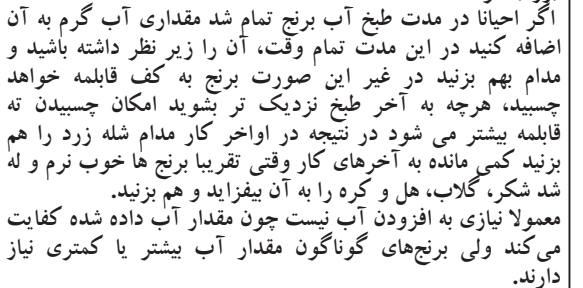 اگر احیانا در مدت طبخ آب برنج تمام شد مقداری آب گرم به آن
اضافه کنید در این مدت تمام وقت، آن را زیر نظر داشته باشید و
مدام بهم بزنید در غیر این صورت برنج به کف قابلمه خواهد
چسبید، هرچه به آخر طبخ نزدیک تر بشوید امکان چسبیدن ته
قابلمه بیشتر می شود در نتیجه در اواخر کار مدام شله زرد را هم
بزنید کمی مانده به آخرهای کار وقتی تقریبا برنج ها خوب نرم و له
شد شکر، گلاب، هل و کره را به آن بیفزاید و هم بزنید.
معمولا نیازی به افزودن آب نیست چون مقدار آب داده شده کفایت
می‌کند ولی برنج‌های گوناگون مقدار آب بیشتر یا کمتری نیاز
دارند.